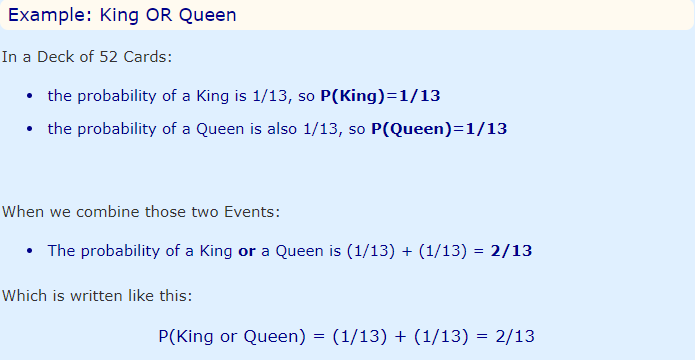 Example: King OR Queen
In a Deck of 52 Cards:
• the probability of a King is 1/13, so P(King)=1/13
• the probability of a Queen is also 1/13, so P(Queen)=1/13
When we combine those two Events:
• The probability of a King or a Queen is (1/13) + (1/13) = 2/13
Which is written like this:
P(King or Queen) = (1/13) + (1/13) = 2/13